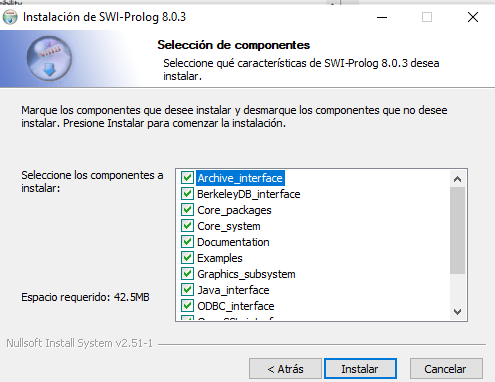 Instalación de SWI-Prolog 8.0.3
Selección de componentes
Seleccione qué características de SWI-Prolog 8.0.3 desea
instalar.
Marque los componentes que desee instalar y desmarque los componentes que no desee
instalar. Presione Instalar para comenzar la instalación.
Seleccione los componentes a
instalar:
Archive_interface
BerkeleyDB_interface
Core_packages
Core_system
Documentation
Examples
Graphics_subsystem
Java_interface
ODBC_interface
Espacio requerido: 42.5MB
Nullsoft Install System v2.51-1
< Atrás
Instalar
Cancelar